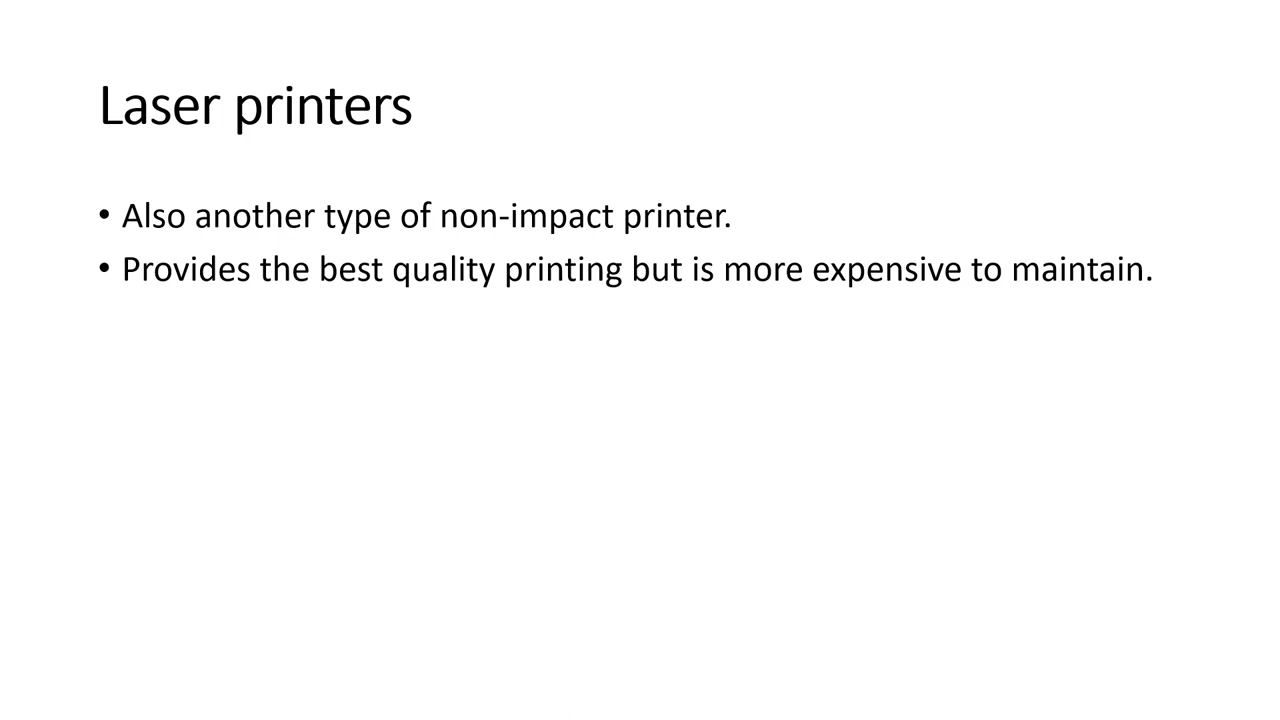 Laser printers
• Also another type of non-impact printer.
• Provides the best quality printing but is more expensive to maintain.